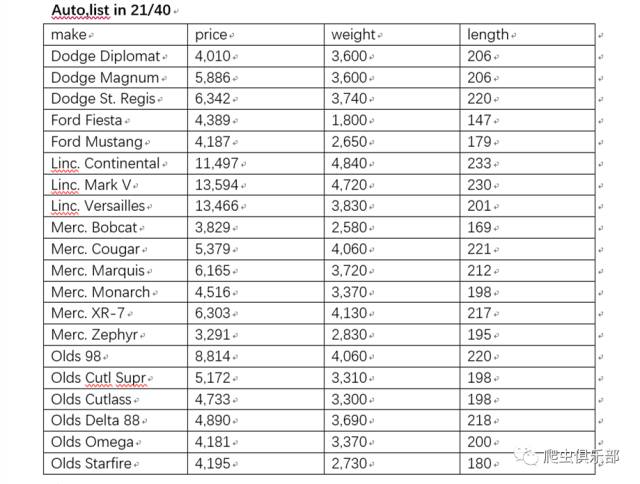 Auto,list in 21/40
make price weight length
Dodge Diplomat 4,010 3,600 206
Dodge Magnum 5,886 3,600 206
Dodge St. Regis 6,342 3,740 220
Ford Fiesta 4,389 1,800 147
Ford Mustang 4,187 2,650 179
Linc. Continental 11,497 4,840 233
Linc. Mark V 13,594 4,720 230
Linc. Versailles 13,466 3,830 201
Merc. Bobcat 3,829 2,580 169
Merc. Cougar 5,379 4,060 221
Merc. Marquis 6,165 3,720 212
Merc. Monarch 4,516 3,370 198
Merc. XR-7 6,303 4,130 217
Merc. Zephyr 3,291 2,830 195
Olds 98 8,814 4,060 220
Olds Cutl Supr 5,172 3,310 198
Olds Cutlass 4,733 3,300 198
Olds Delta 88 4,890 3,690 218
Olds Omega 4,181 3,370 200
Olds Starfire 4,195 2,730 180
爬虫俱乐部